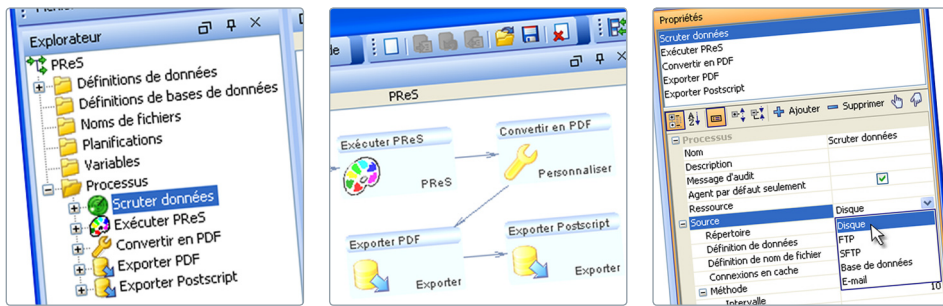 Explorateur
PReS
Définitions de données
Définitions de bases de données
Noms de fichiers
Planifications
Variables
Processus
Scruter données
Exécuter PReS
Convertir en PDF
Exporter PDF
Exporter Postscript
PReS
Exécuter PReS
PReS
Convertir en PDF
Personnaliser
Exporter PDF
Exporter
Exporter Postscript
Exporter
Propriétés
Scruter données
Exécuter PReS
Convertir en PDF
Exporter PDF
Exporter Postscript
Ajouter Supprimer
Processus
Nom Scruter données
Description
Message d'audit
Agent par défaut seulement
Ressource
Source Disque
Répertoire Disque
Définition de données FTP
Définition de nom de fichier SFTP
Connexions en cache Base de données
Méthode E-mail
Intervalle 10